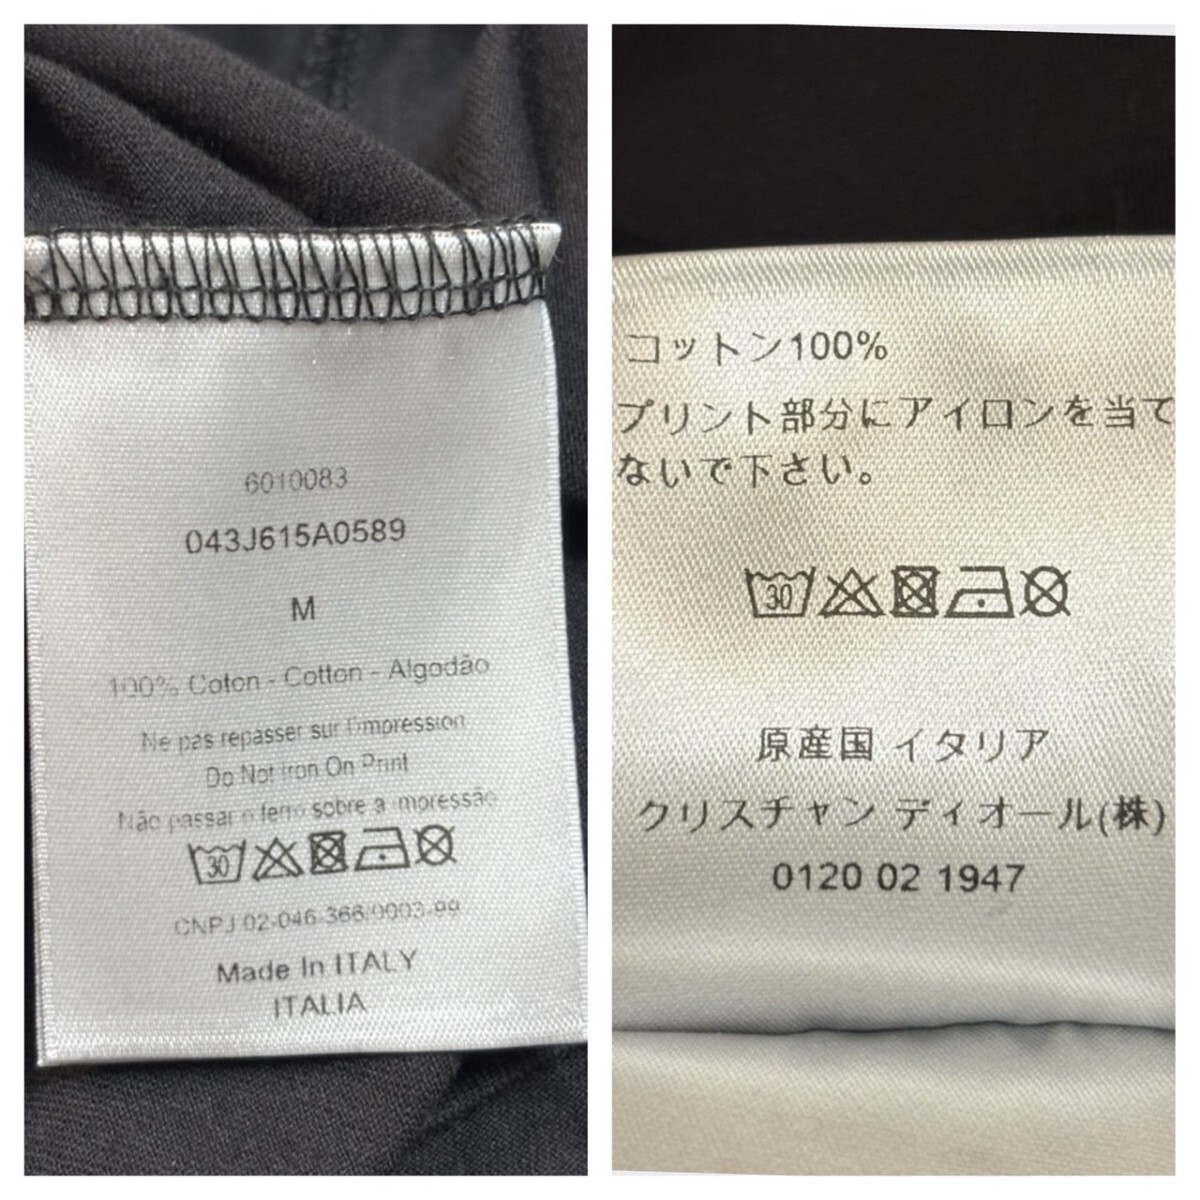 6010083
043J615A0589
M
100% Coton - Cotton - Algodão
Ne pas repasser sur l'impression
Do Not Iron On Print
Não passar o ferro sobre a impressão
30
CNPJ 02-046-366/0003-99
Made In ITALY
ITALIA
コットン100%
プリント部分にアイロンを当て
ないで下さい。
30
原産国 イタリア
クリスチャン ディオール(株)
0120 02 1947